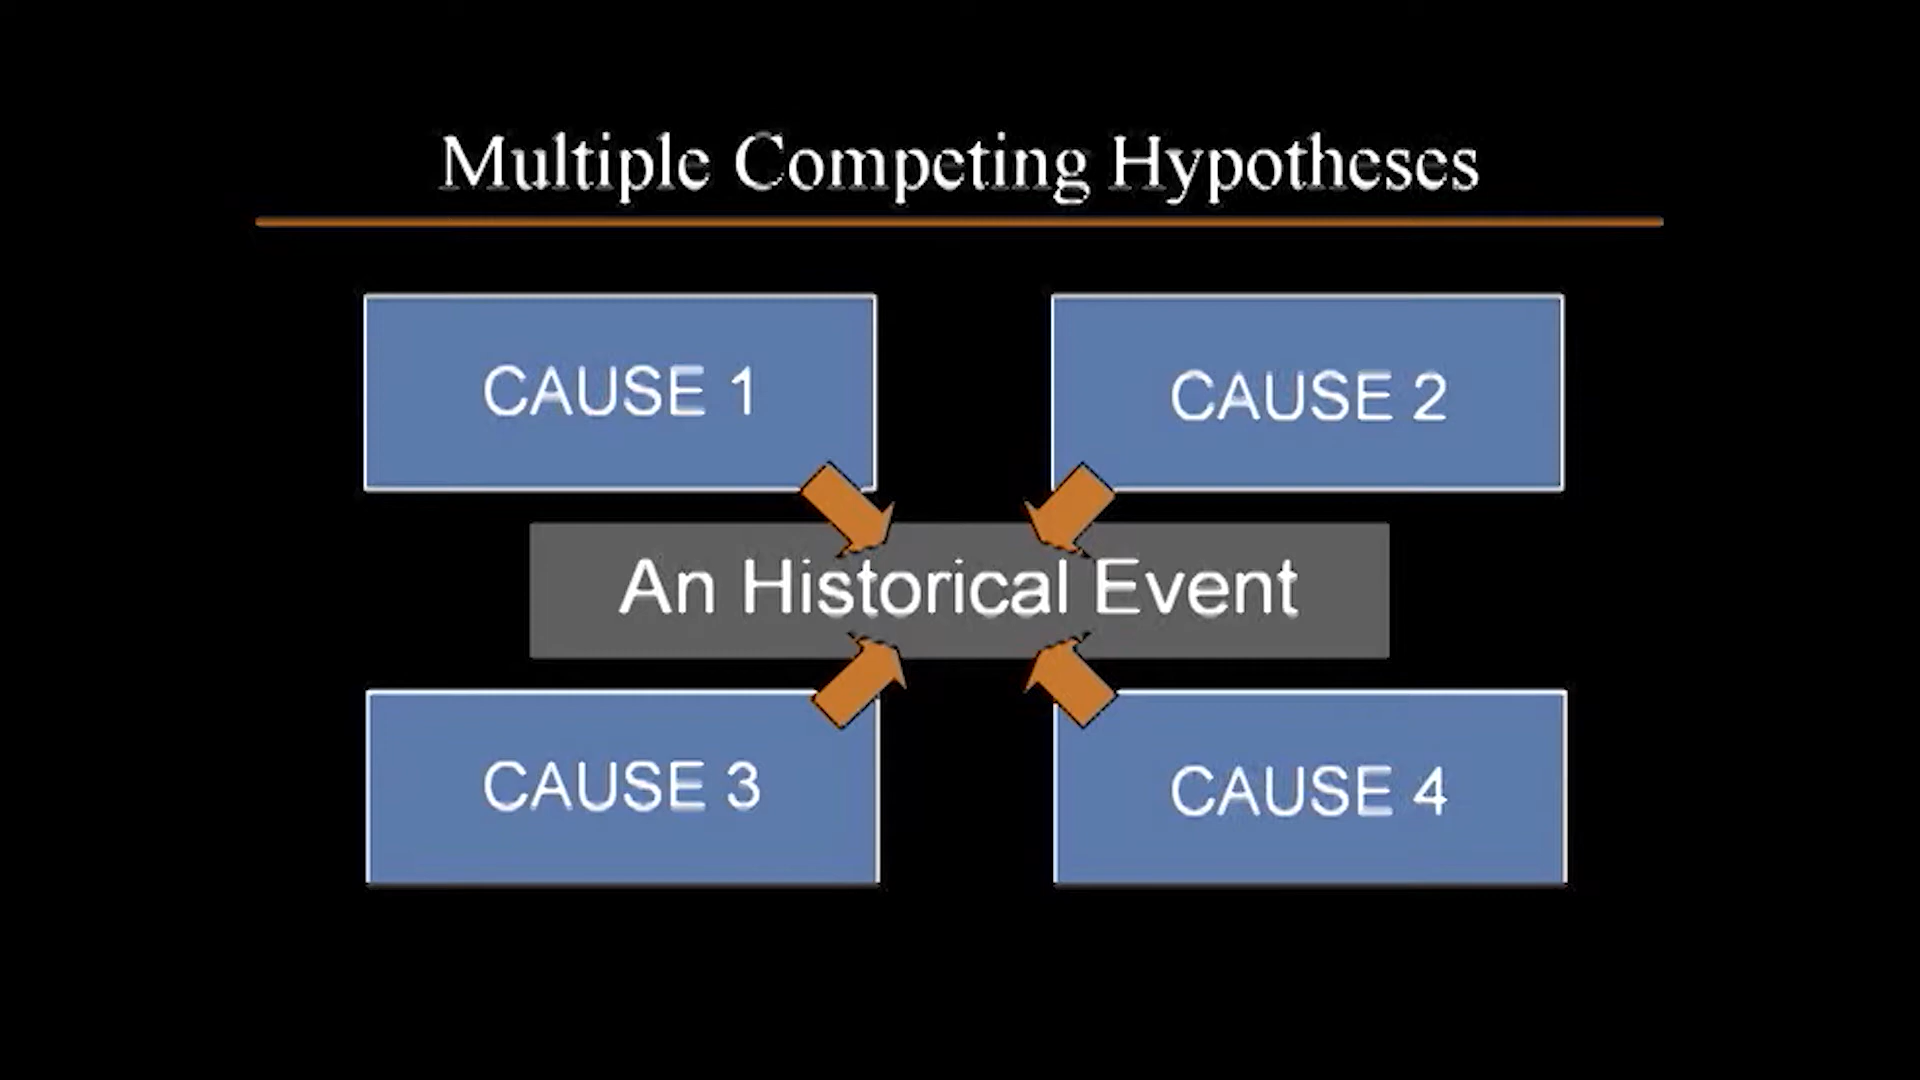 Multiple Competing Hypotheses
CAUSE 1
CAUSE 2
An Historical Event
CAUSE 3
CAUSE 4